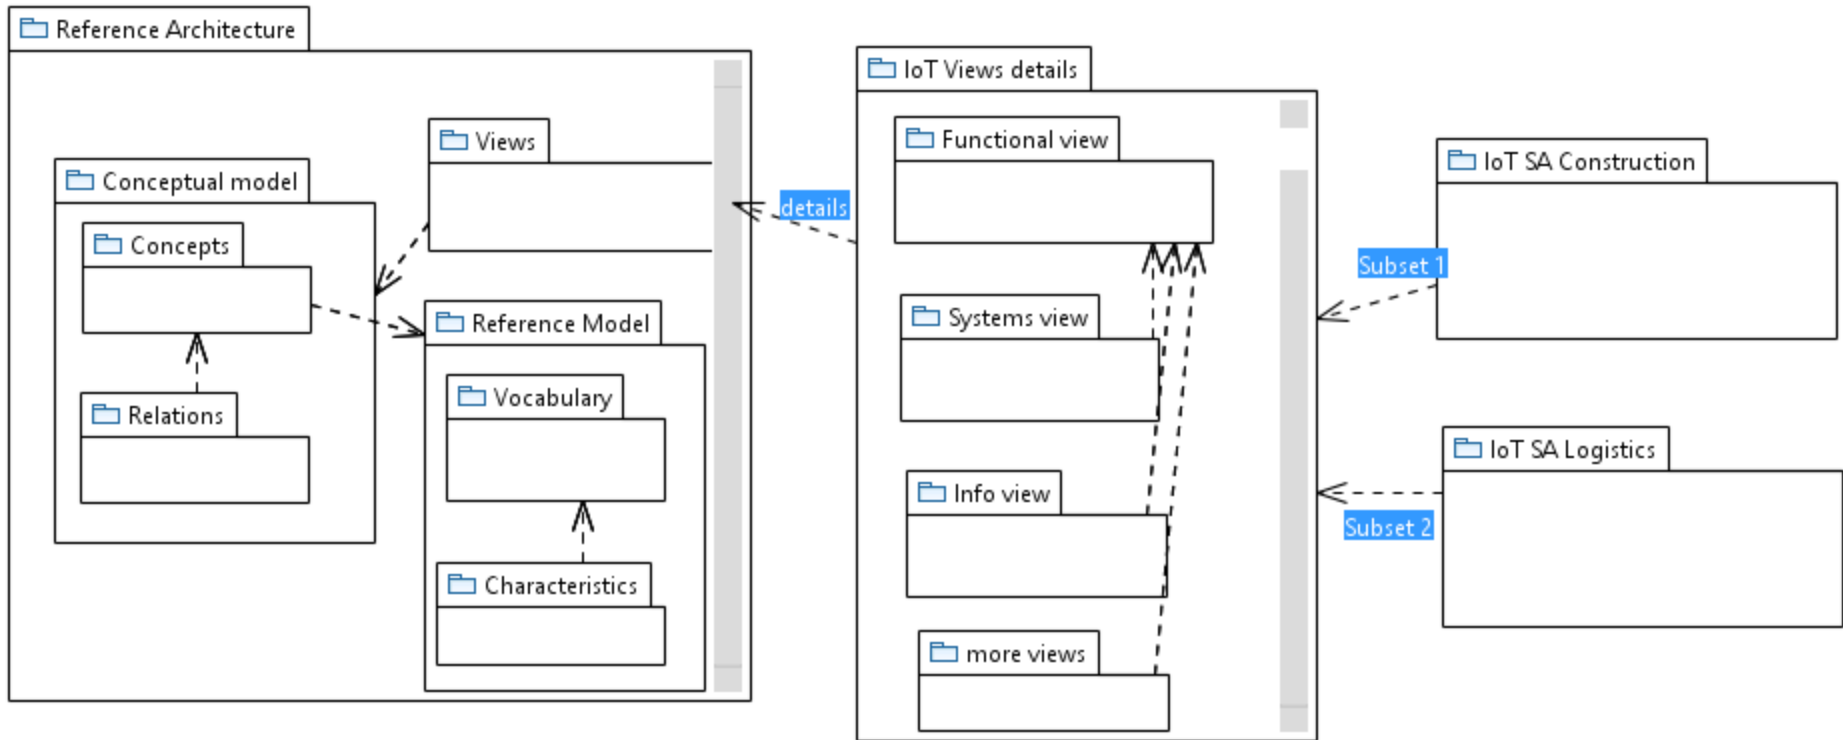 Reference Architecture
Views
Conceptual model
Concepts
Relations
Reference Model
Vocabulary
Characteristics
details
IoT Views details
Functional view
Systems view
Info view
more views
Subset 1
IoT SA Construction
Subset 2
IoT SA Logistics